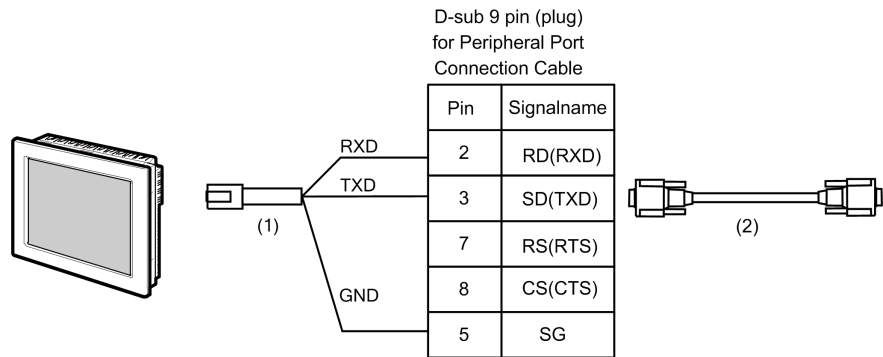 D-sub 9 pin (plug)
for Peripheral Port
Connection Cable
Pin Signalname
RXD 2 RD(RXD)
TXD 3 SD(TXD)
(1) (2)
7 RS(RTS)
GND 8 CS(CTS)
5 SG